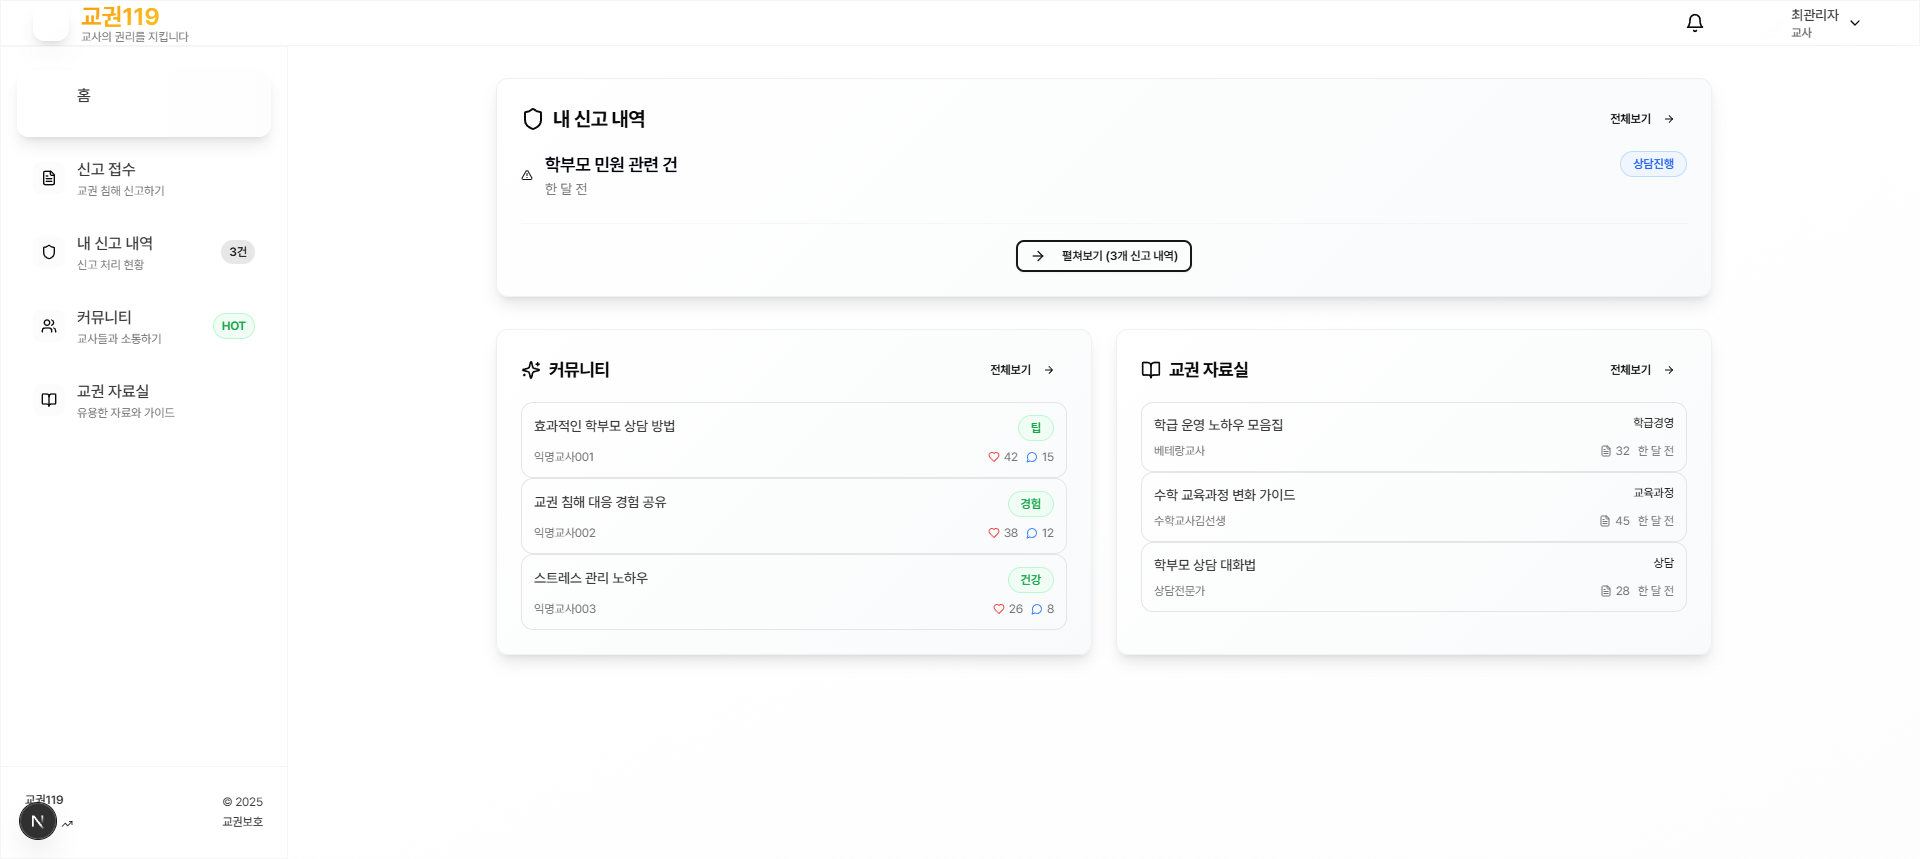 교권119
교사의 권리를 지킵니다
최관리자
교사
홈
신고 접수
교권 침해 신고하기
내 신고 내역
신고 처리 현황
3건
커뮤니티
교사들과 소통하기
HOT
교권 자료실
유용한 자료와 가이드
교권119
© 2025
교권보호
N
내 신고 내역
전체보기
학부모 민원 관련 건
상담진행
한 달 전
펼쳐보기 (3개 신고 내역)
커뮤니티
전체보기
효과적인 학부모 상담 방법
팁
익명교사001
42 15
교권 침해 대응 경험 공유
경험
익명교사002
38 12
스트레스 관리 노하우
건강
익명교사003
26 8
교권 자료실
전체보기
학급 운영 노하우 모음집
학급경영
베테랑교사
32 한 달 전
수학 교육과정 변화 가이드
교육과정
수학교사김선생
45 한 달 전
학부모 상담 대화법
상담
상담전문가
28 한 달 전